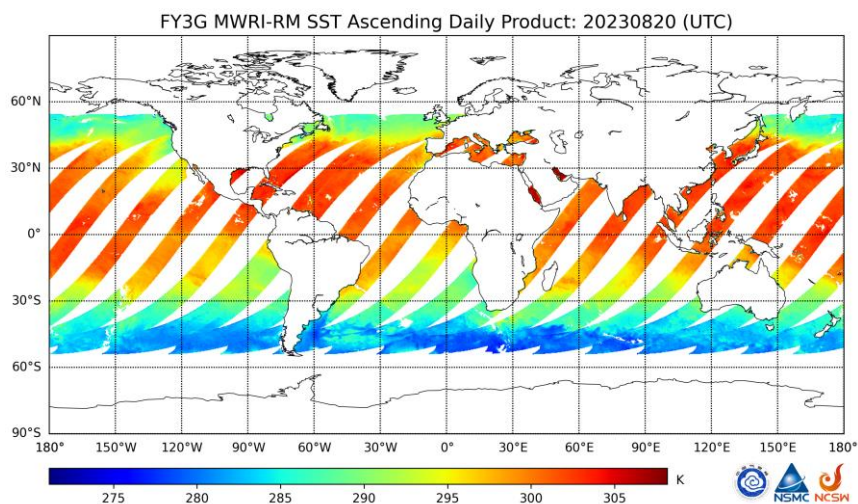 FY3G MWRI-RM SST Ascending Daily Product: 20230820 (UTC)
60°N
30°N
0°
30°S
60°S
90°S
180° 150°W 120°W 90°W 60°W 30°W 0° 30°E 60°E 90°E 120°E 150°E 180°
275 280 285 290 295 300 305 K
NSMC NCSW